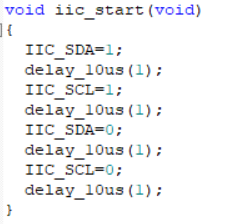 void iic_start(void)
{
IIC_SDA=1;
delay_10us(1);
IIC_SCL=1;
delay_10us(1);
IIC_SDA=0;
delay_10us(1);
IIC_SCL=0;
delay_10us(1);
}